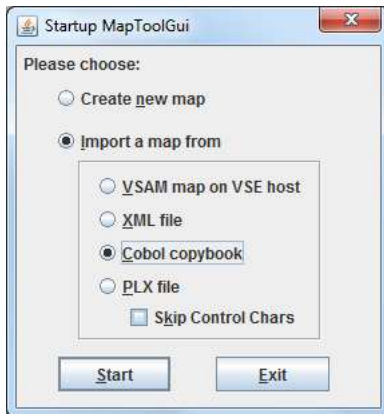 Startup MapToolGui
Please choose:
Create new map
Import a map from
VSAM map on VSE host
XML file
Cobol copybook
PLX file
Skip Control Chars
Start Exit